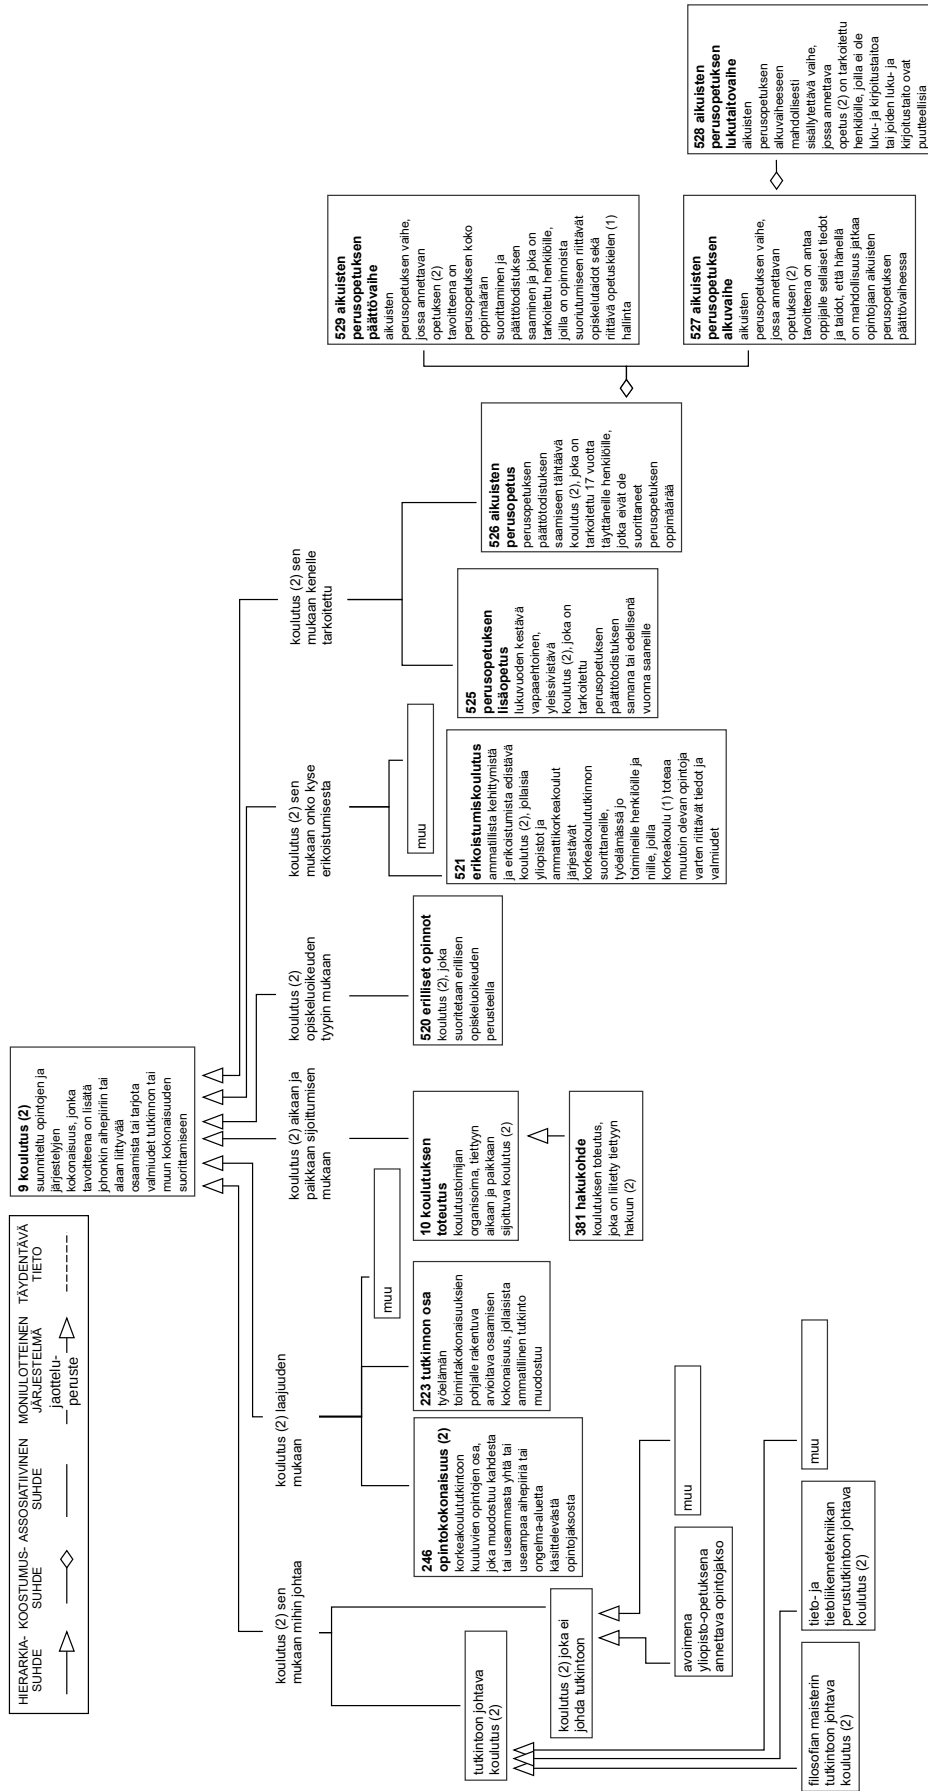 HIERARKIA-
SUHDE
KOOSTUMUS-
SUHDE
ASSOSIATIIVINEN
SUHDE
MONIULOTTEINEN
JÄRJESTELMÄ
jaottelu-
peruste
TÄYDENTÄVÄ
TIETO
9 koulutus (2)
suunniteltu opintojen ja
järjestelyjen
kokonaisuus, jonka
tavoitteena on lisätä
johonkin aihepiiriin tai
alaan liittyvää
osaamista tai tarjota
valmiudet tutkinnon tai
muun kokonaisuuden
suorittamiseen
koulutus (2) sen
mukaan mihin johtaa
koulutus (2) laajuuden
mukaan
koulutus (2) aikaan ja
paikkaan sijoittumisen
mukaan
koulutus (2)
opiskeluoikeuden
tyypin mukaan
koulutus (2) sen
mukaan onko kyse
erikoistumisesta
koulutus (2) sen
mukaan kenelle
tarkoitettu
tutkintoon johtava
koulutus (2)
koulutus (2) joka ei
johda tutkintoon
filosofian maisterin
tutkintoon johtava
koulutus (2)
tieto- ja
tietoliikennetekniikan
perustutkintoon johtava
koulutus (2)
muu
avoimena
yliopisto-opetuksena
annettava opintojakso
muu
246
opintokokonaisuus (2)
korkeakoulututkintoon
kuuluvien opintojen osa,
joka muodostuu kahdesta
tai useammasta yhtä tai
useampaa aihepiiriä tai
ongelma-aluetta
käsittelevästä
opintojaksosta
223 tutkinnon osa
työelämän
toimintakokonaisuuksien
pohjalle rakentuva
arvioitava osaamisen
kokonaisuus, jollaisista
ammatillinen tutkinto
muodostuu
muu
10 koulutuksen
toteutus
koulutustoimijan
organisoima, tiettyyn
aikaan ja paikkaan
sijoittuva koulutus (2)
381 hakukohde
koulutuksen toteutus,
joka on liitetty tiettyyn
hakuun (2)
520 erilliset opinnot
koulutus (2), joka
suoritetaan erillisen
opiskeluoikeuden
perusteella
521
erikoistumiskoulutus
ammatillista kehittymistä
ja erikoistumista edistävä
koulutus (2), jollaisia
yliopistot ja
ammattikorkeakoulut
järjestävät
korkeakoulututkinnon
suorittaneille,
työelämässä jo
toimineille henkilöille ja
niille, joilla
korkeakoulu (1) toteaa
muutoin olevan opintoja
varten riittävät tiedot ja
valmiudet
muu
525
perusopetuksen
lisäopetus
lukuvuoden kestävä
vapaaehtoinen,
yleissivistävä
koulutus (2), joka on
tarkoitettu
perusopetuksen
päättötodistuksen
samana tai edellisenä
vuonna saaneille
526 aikuisten
perusopetus
perusopetuksen
päättötodistuksen
saamiseen tähtäävä
koulutus (2), joka on
tarkoitettu 17 vuotta
täyttäneille henkilöille,
jotka eivät ole
suorittaneet
perusopetuksen
oppimäärää
529 aikuisten
perusopetuksen
päättövaihe
aikuisten
perusopetuksen vaihe,
jossa annettavan
opetuksen (2)
tavoitteena on
perusopetuksen koko
oppimäärän
suorittaminen ja
päättötodistuksen
saaminen ja joka on
tarkoitettu henkilöille,
joilla on opinnoista
suoriutumiseen riittävät
opiskelutaidot sekä
riittävä opetuskielen (1)
hallinta
527 aikuisten
perusopetuksen
alkuvaihe
aikuisten
perusopetuksen vaihe,
jossa annettavan
opetuksen (2)
tavoitteena on antaa
oppijalle sellaiset tiedot
ja taidot, että hänellä
on mahdollisuus jatkaa
opintojaan aikuisten
perusopetuksen
päättövaiheessa
528 aikuisten
perusopetuksen
lukutaitovaihe
aikuisten
perusopetuksen
alkuvaiheeseen
mahdollisesti
sisällytettävä vaihe,
jossa annettava
opetus (2) on tarkoitettu
henkilöille, joilla ei ole
luku- ja kirjoitustaitoa
tai joiden luku- ja
kirjoitustaito ovat
puutteellisia